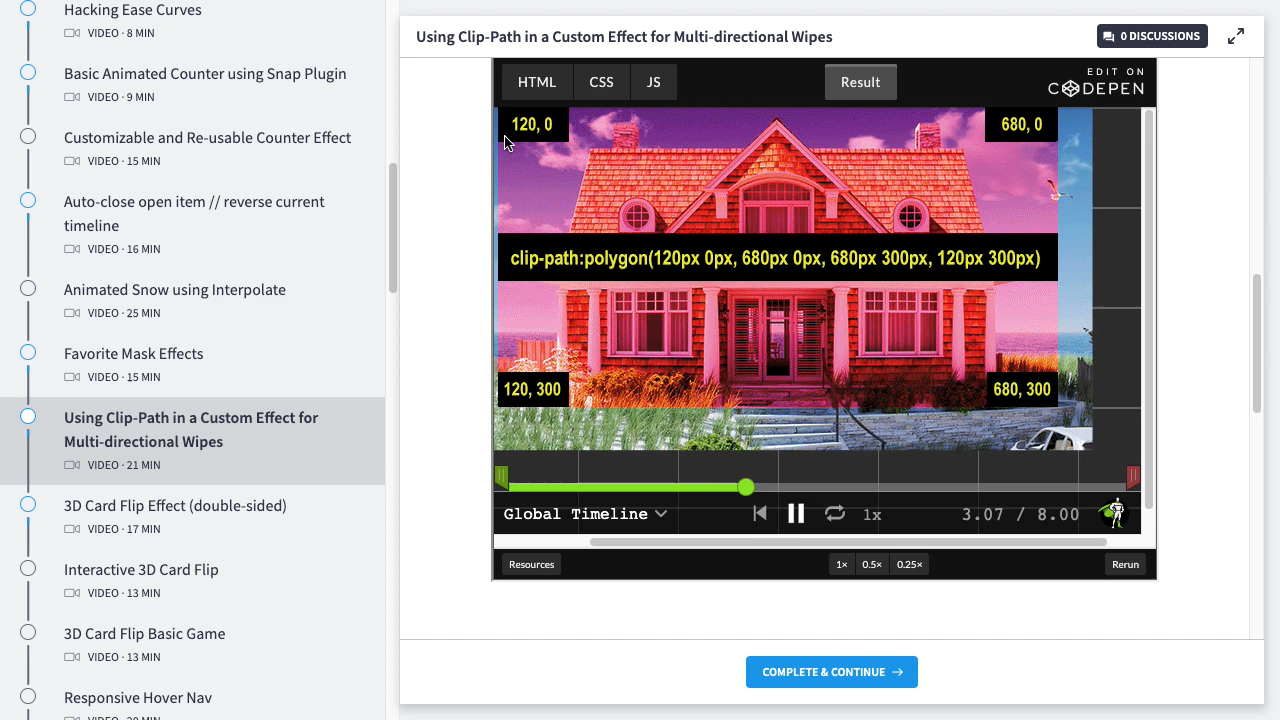 Hacking Ease Curves
VIDEO · 8 MIN
Basic Animated Counter using Snap Plugin
VIDEO · 9 MIN
Customizable and Re-usable Counter Effect
VIDEO · 15 MIN
Auto-close open item // reverse current
timeline
VIDEO · 16 MIN
Animated Snow using Interpolate
VIDEO · 25 MIN
Favorite Mask Effects
VIDEO · 15 MIN
Using Clip-Path in a Custom Effect for
Multi-directional Wipes
VIDEO · 21 MIN
3D Card Flip Effect (double-sided)
VIDEO · 17 MIN
Interactive 3D Card Flip
VIDEO · 13 MIN
3D Card Flip Basic Game
VIDEO · 13 MIN
Responsive Hover Nav
Using Clip-Path in a Custom Effect for Multi-directional Wipes
0 DISCUSSIONS
HTML CSS JS Result EDIT ON
CODEPEN
120, 0 680, 0
clip-path:polygon(120px 0px, 680px 0px, 680px 300px, 120px 300px)
120, 300 680, 300
Global Timeline 1x 3.07 / 8.00
Resources 1× 0.5× 0.25× Rerun
COMPLETE & CONTINUE →